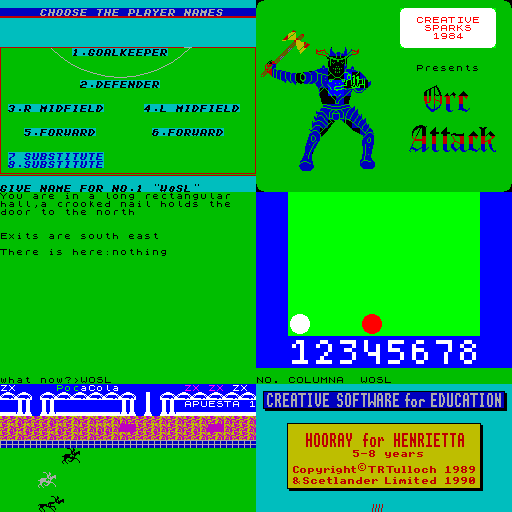 CHOOSE THE PLAYER NAMES
1.GOALKEEPER
2.DEFENDER
3.R MIDFIELD 4.L MIDFIELD
5.FORWARD 6.FORWARD
7 SUBSTITUTE
8.SUBSTITUTE
GIVE NAME FOR NO.1 "WOSL"
CREATIVE
SPARKS
1984
Presents
Orc
Attack
You are in a long rectangular
hall,a crooked nail holds the
door to the north
Exits are south east
There is here:nothing
what now?>WOSL
12345678
NO. COLUMNA WOSL
ZX PocaCola ZX ZX ZX
APUESTA 1
CREATIVE SOFTWARE for EDUCATION
HOORAY for HENRIETTA
5-8 years
Copyright©TRTulloch 1989
&Scetlander Limited 1990